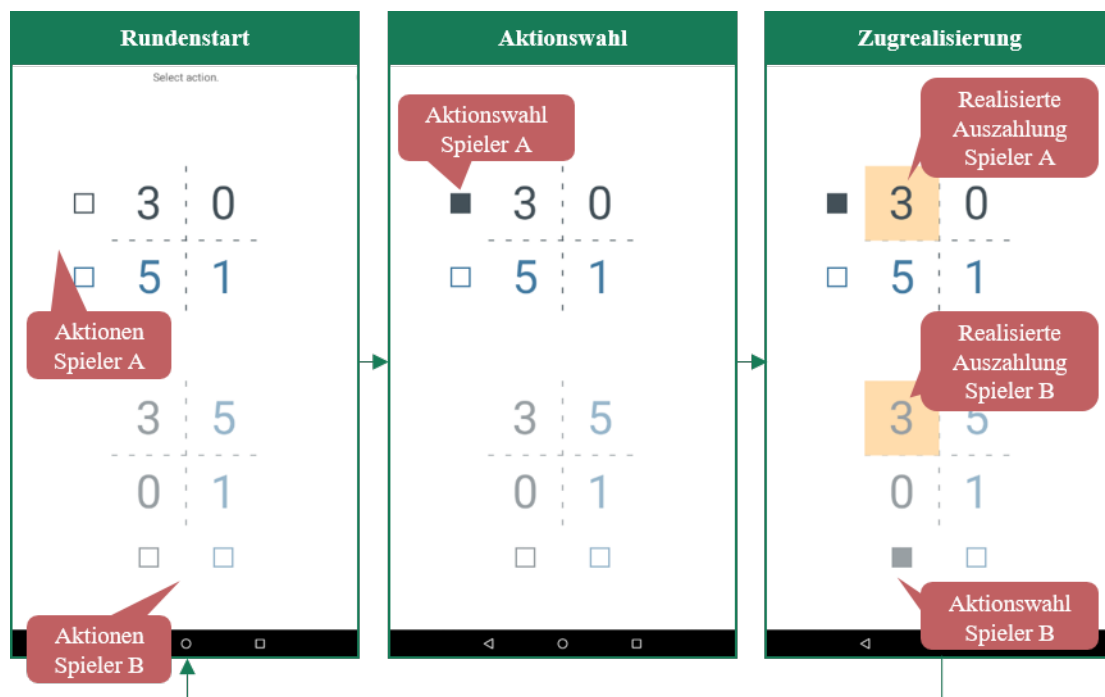 Rundenstart
Select action.
3 0
5 1
Aktionen
Spieler A
3 5
0 1
Aktionen
Spieler B
Aktionswahl
Aktionswahl
Spieler A
3 0
5 1
3 5
0 1
Zugrealisierung
Realisierte
Auszahlung
Spieler A
3 0
5 1
Realisierte
Auszahlung
Spieler B
3 5
0 1
Aktionswahl
Spieler B